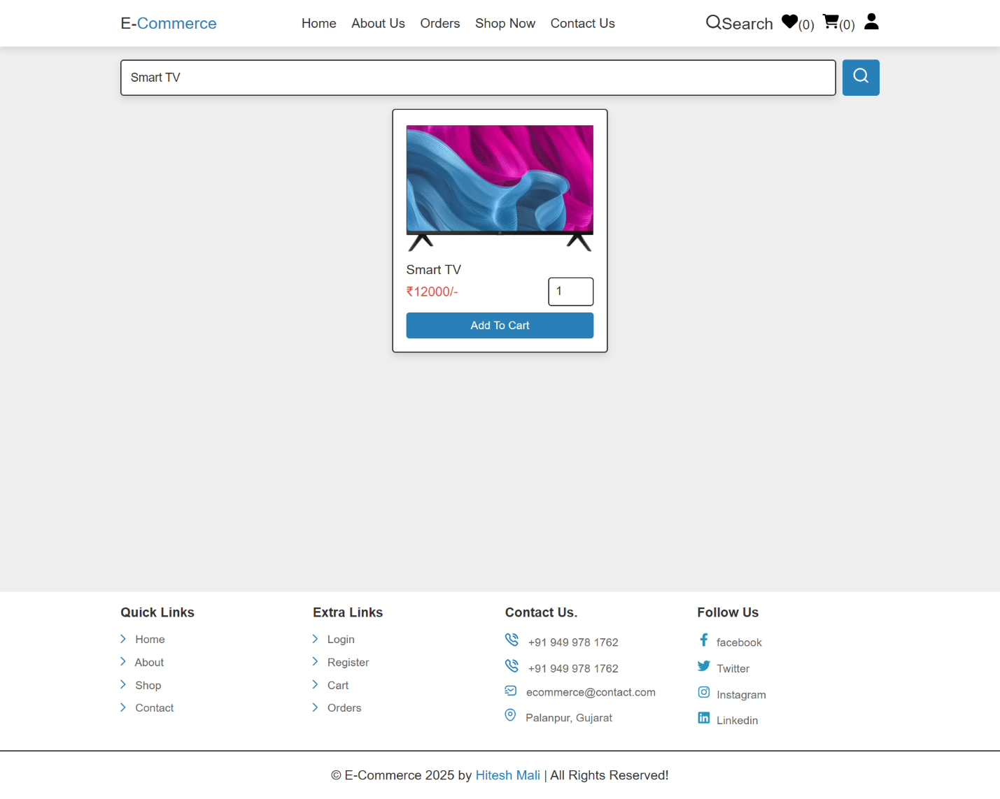 E-Commerce Home About Us Orders Shop Now Contact Us Search (0) (0)
Smart TV
Smart TV
₹12000/-
1
Add To Cart
Quick Links
Home
About
Shop
Contact
Extra Links
Login
Register
Cart
Orders
Contact Us.
+91 949 978 1762
+91 949 978 1762
ecommerce@contact.com
Palanpur, Gujarat
Follow Us
facebook
Twitter
Instagram
Linkedin
© E-Commerce 2025 by Hitesh Mali | All Rights Reserved!